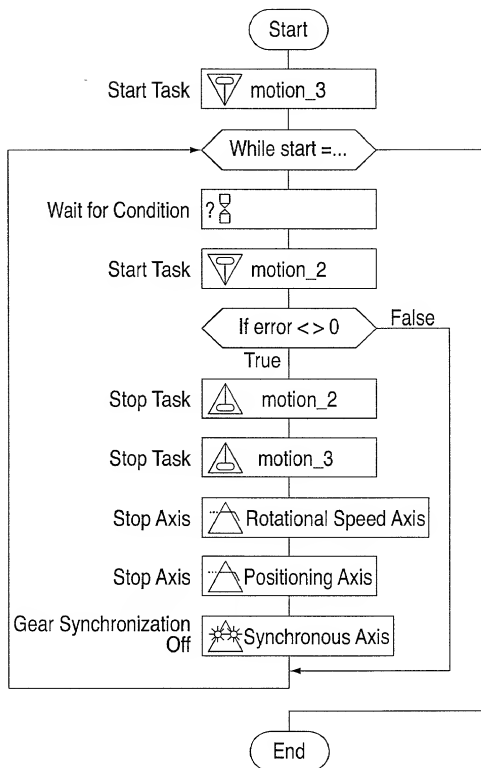 Start
Start Task motion_3
While start =...
Wait for Condition ?
Start Task motion_2
If error < > 0
False
True
Stop Task motion_2
Stop Task motion_3
Stop Axis Rotational Speed Axis
Stop Axis Positioning Axis
Gear Synchronization
Off Synchronous Axis
End